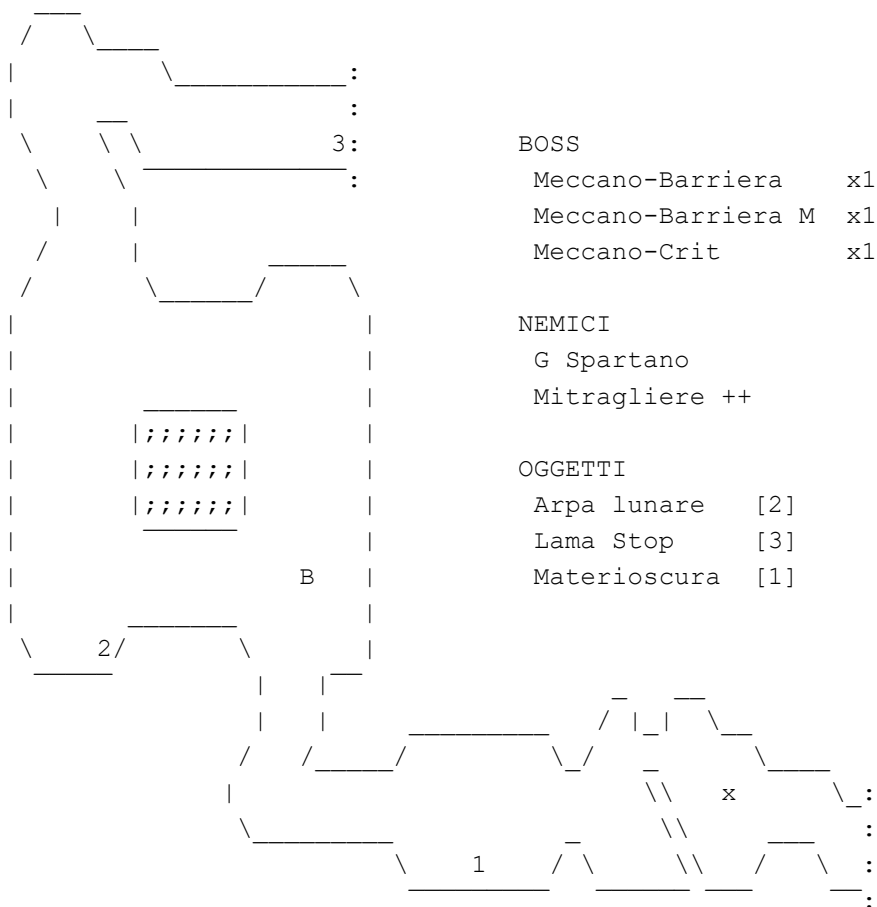 3
BOSS
Meccano-Barriera x1
Meccano-Barriera M x1
Meccano-Crit x1
NEMICI
G Spartano
Mitragliere ++
OGGETTI
Arpa lunare [2]
Lama Stop [3]
Materioscura [1]
B
2
x
1